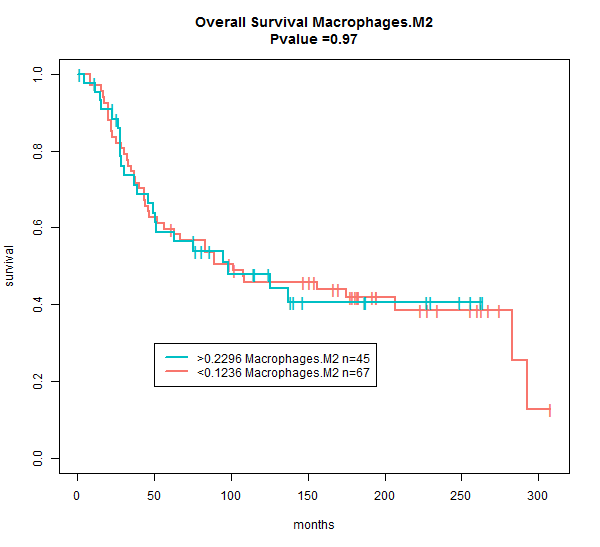 Overall Survival Macrophages.M2
Pvalue =0.97
survival
1.0
0.8
0.6
0.4
0.2
0.0
>0.2296 Macrophages.M2 n=45
<0.1236 Macrophages.M2 n=67
0 50 100 150 200 250 300
months